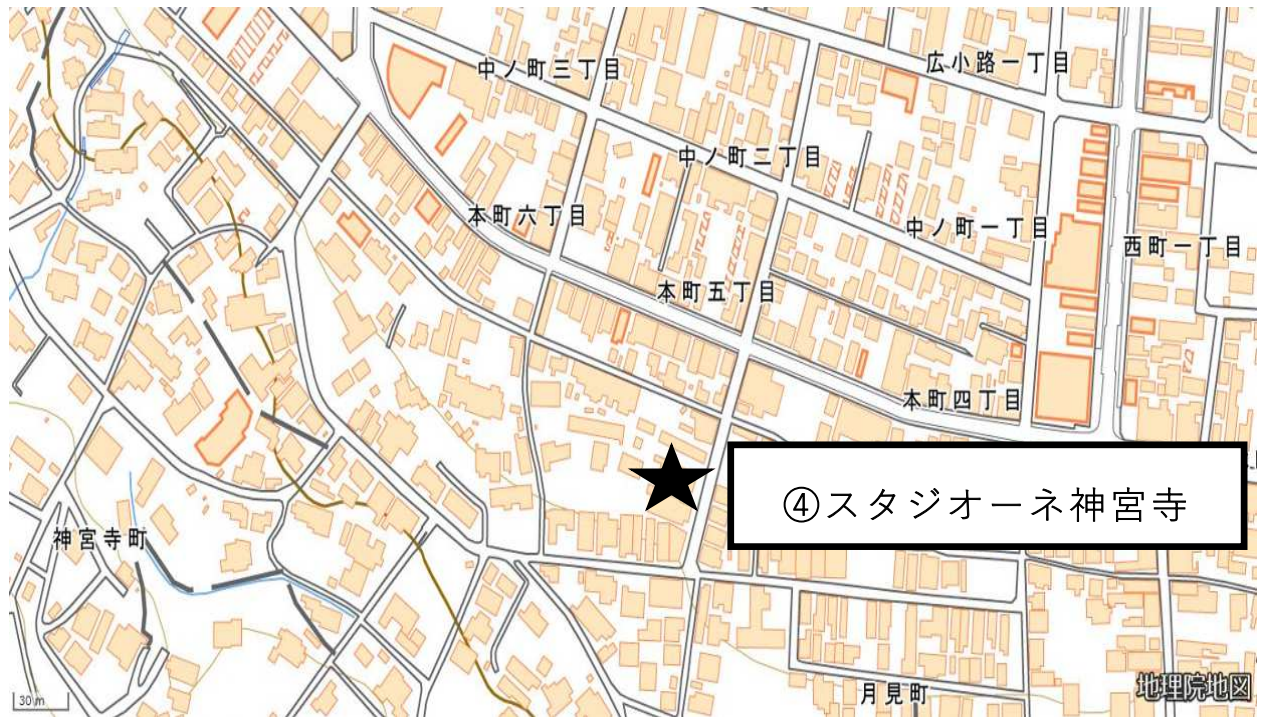 広小路一丁目
中ノ町三丁目
中ノ町二丁目
本町六丁目
中ノ町一丁目
西町一丁目
本町五丁目
本町四丁目
④スタジオーネ神宮寺
神宮寺町
月見町
地理院地図
30 m